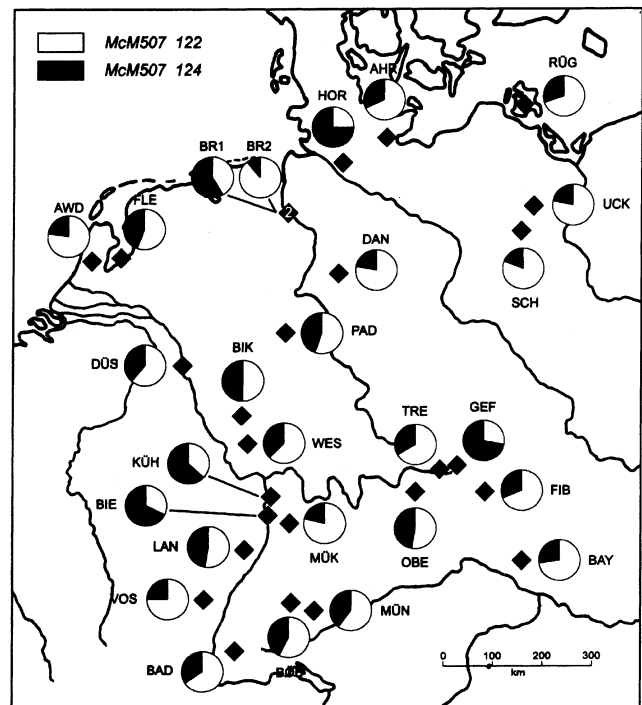 McM507 122
McM507 124
AHR
RÜG
HOR
BR1
BR2
AWD
FLE
UCK
2
DAN
SCH
PAD
DÜS
BIK
TRE
GEF
WES
KÜH
FIB
BIE
LAN
MÜK
OBE
BAY
VOS
MÜN
BAD
0 100 200 300
km